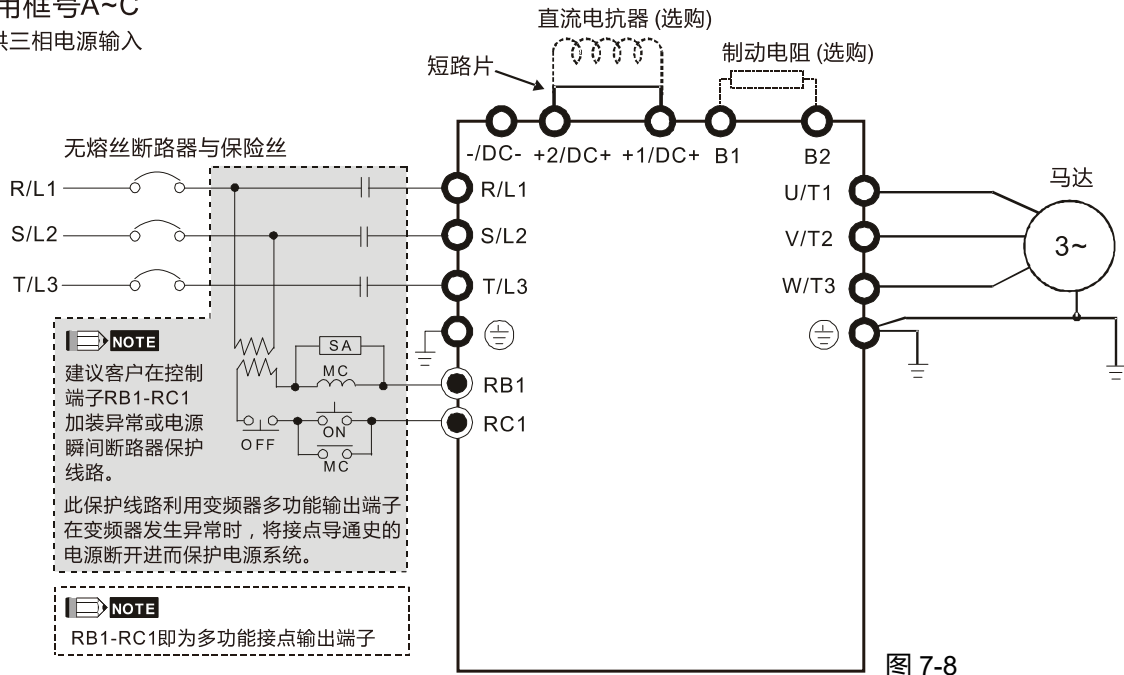 用框号A~C
供三相电源输入
直流电抗器 (选购)
制动电阻 (选购)
短路片
无熔丝断路器与保险丝
-/DC- +2/DC+ +1/DC+ B1 B2
R/L1
R/L1
U/T1
马达
S/L2
S/L2
V/T2
3~
T/L3
T/L3
W/T3
NOTE
建议客户在控制
端子RB1-RC1
加装异常或电源
瞬间断路器保护
线路。
SA
MC
RB1
OFF
ON
MC
RC1
此保护线路利用变频器多功能输出端子
在变频器发生异常时，将接点导通史的
电源断开进而保护电源系统。
NOTE
RB1-RC1即为多功能接点输出端子
图 7-8